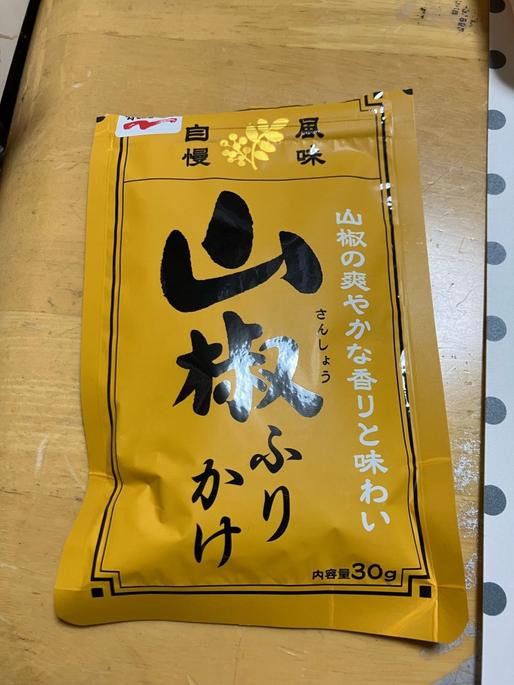 風味
自慢
山椒の爽やかな香りと味わい
山椒
さんしょう
ふり
かけ
内容量30g